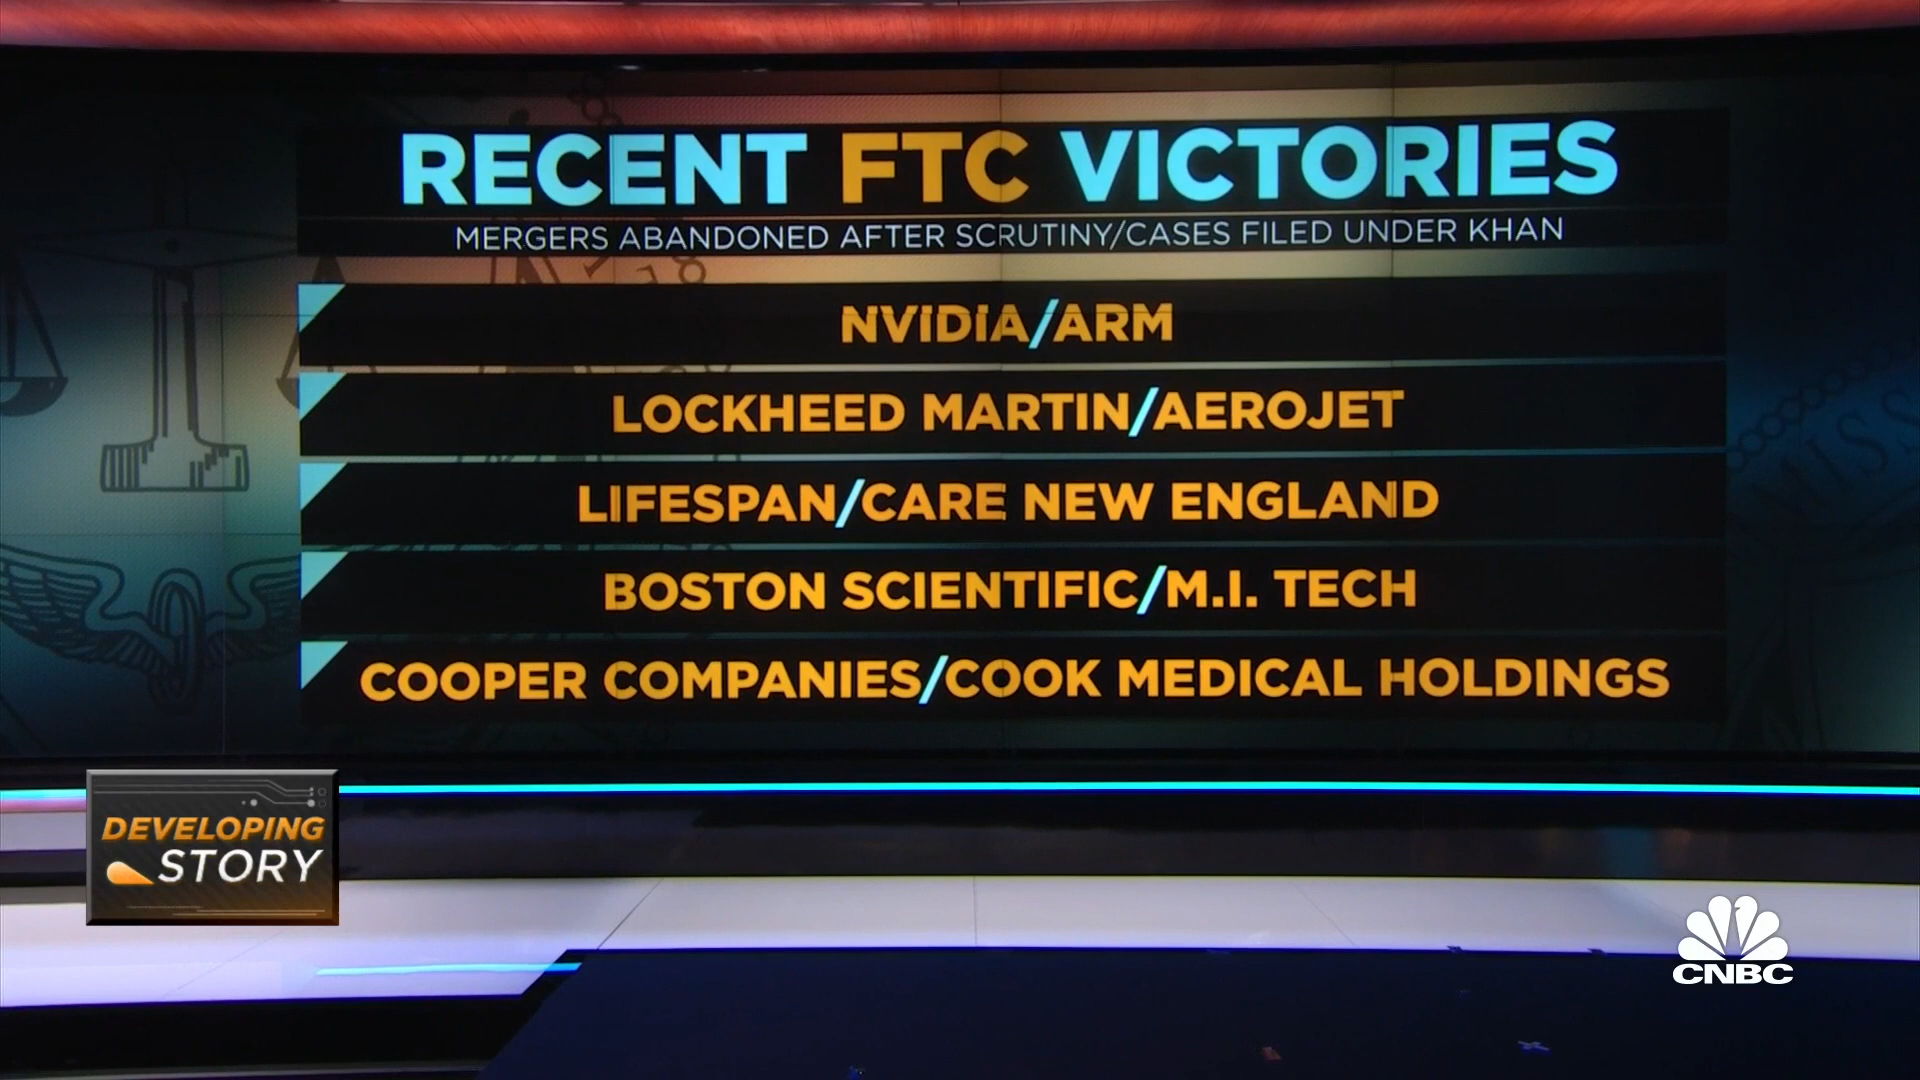 RECENT FTC VICTORIES
MERGERS ABANDONED AFTER SCRUTINY/CASES FILED UNDER KHAN
NVIDIA/ARM
LOCKHEED MARTIN/AEROJET
LIFESPAN/CARE NEW ENGLAND
BOSTON SCIENTIFIC/M.I. TECH
COOPER COMPANIES/COOK MEDICAL HOLDINGS
DEVELOPING
STORY
CNBC